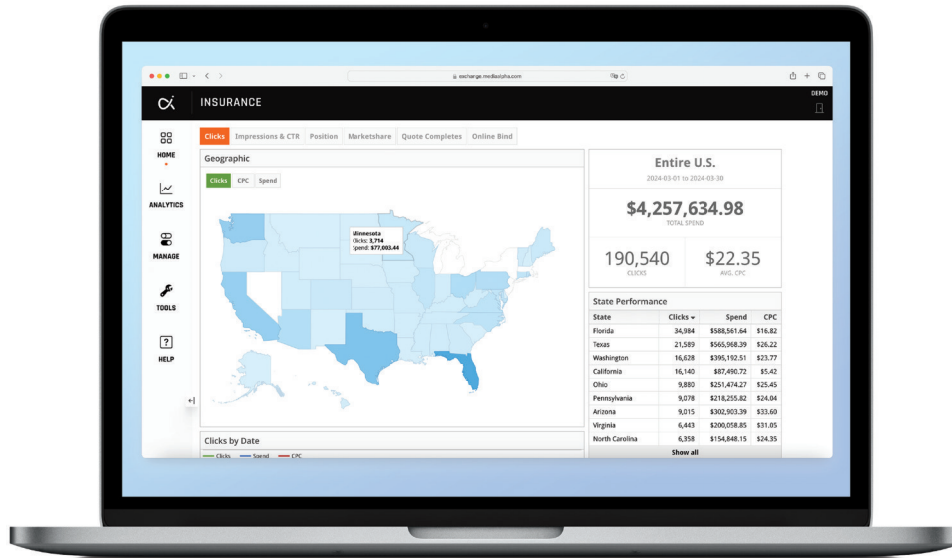 exchange.mediaalpha.com
DEMO
INSURANCE
HOME
ANALYTICS
MANAGE
TOOLS
HELP
Clicks Impressions & CTR Position Marketshare Quote Completes Online Bind
Geographic
Clicks CPC Spend
Minnesota
Clicks: 3,714
Spend: $77,003.44
Entire U.S.
2024-03-01 to 2024-03-30
$4,257,634.98
TOTAL SPEND
190,540 $22.35
CLICKS AVG. CPC
State Performance
State Clicks Spend CPC
Florida 34,984 $588,561.64 $16.82
Texas 21,589 $565,968.39 $26.22
Washington 16,628 $395,192.51 $23.77
California 16,140 $87,490.72 $5.42
Ohio 9,880 $251,474.27 $25.45
Pennsylvania 9,078 $218,255.82 $24.04
Arizona 9,015 $302,903.39 $33.60
Virginia 6,443 $200,058.85 $31.05
North Carolina 6,358 $154,848.15 $24.35
Show all
Clicks by Date
Clicks Spend CPC